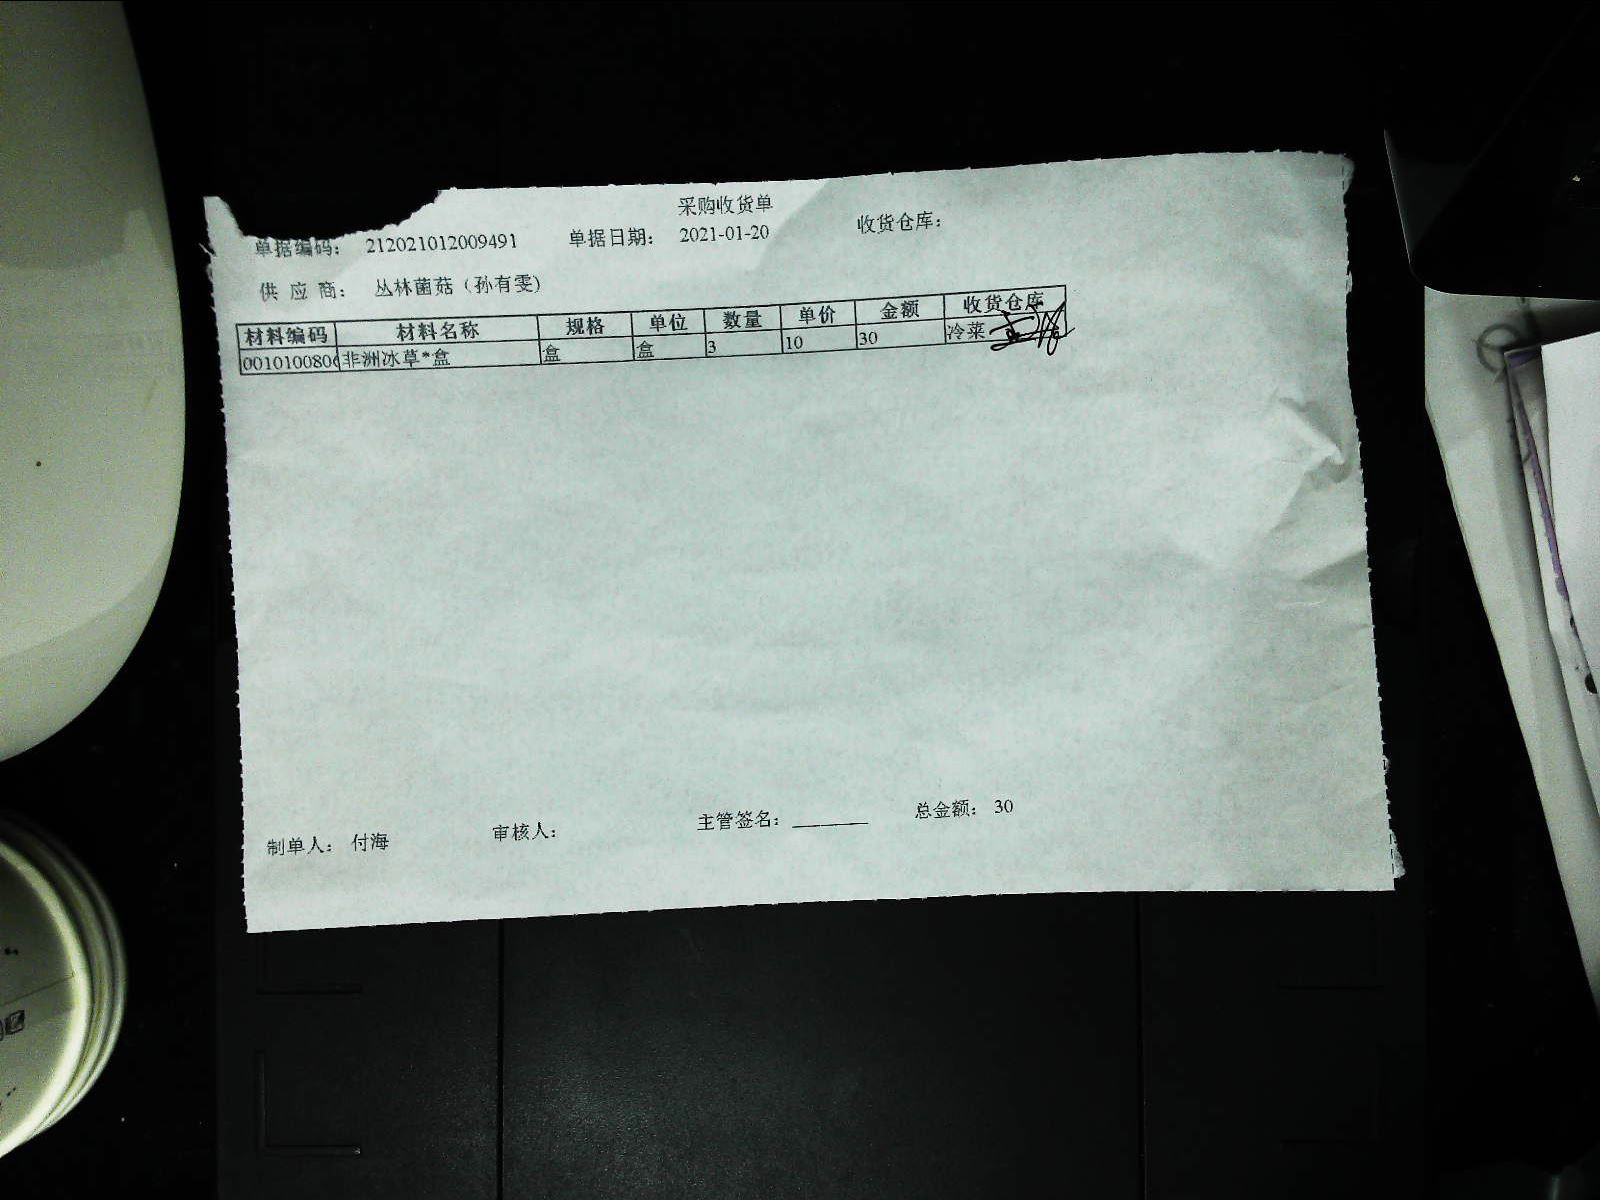 采购收货单
单据编码： 212021012009491 单据日期： 2021-01-20 收货仓库：
供 应 商： 丛林菌菇（孙有雯）
材料编码 材料名称 规格 单位 数量 单价 金额 收货仓库
001010080 非洲冰草*盒 盒 盒 3 10 30 冷菜
制单人： 付海 审核人： 主管签名： ________ 总金额： 30